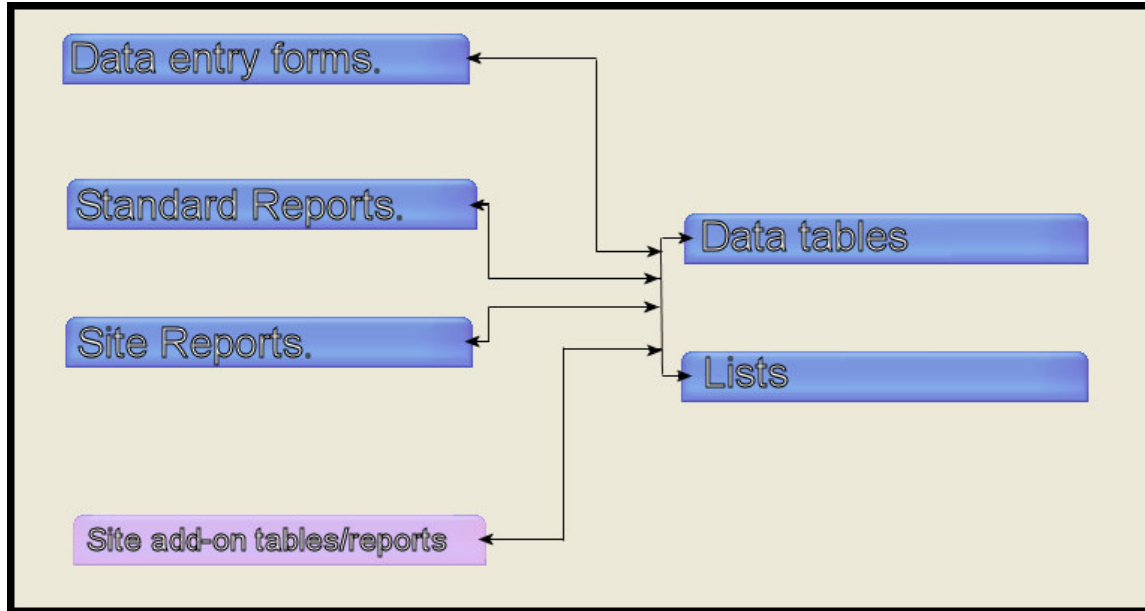 Data entry forms.
Standard Reports.
Site Reports.
Site add-on tables/reports
Data tables
Lists